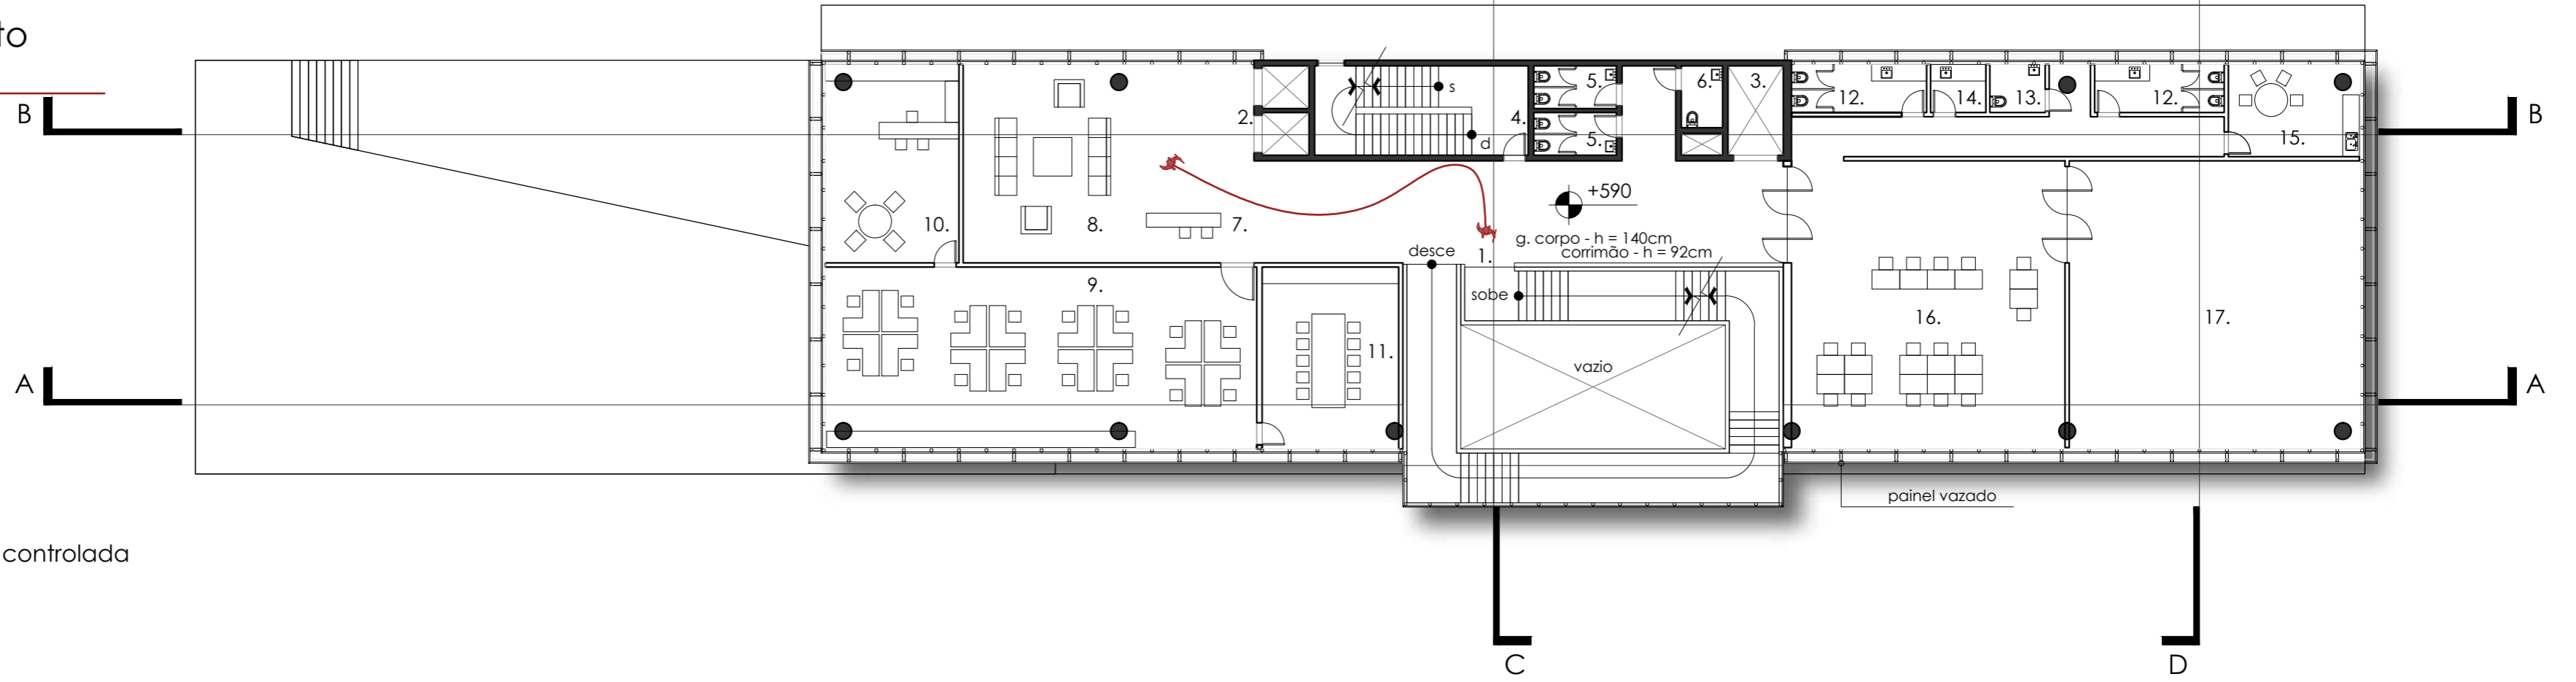 to
B
B
2.
s
4.
d
5.
5.
6.
3.
12.
14.
13.
12.
15.
+590
10.
8.
7.
1.
g. corpo - h = 140cm
corrimão - h = 92cm
desce
sobe
9.
11.
vazio
16.
17.
A
A
painel vazado
controlada
C
D